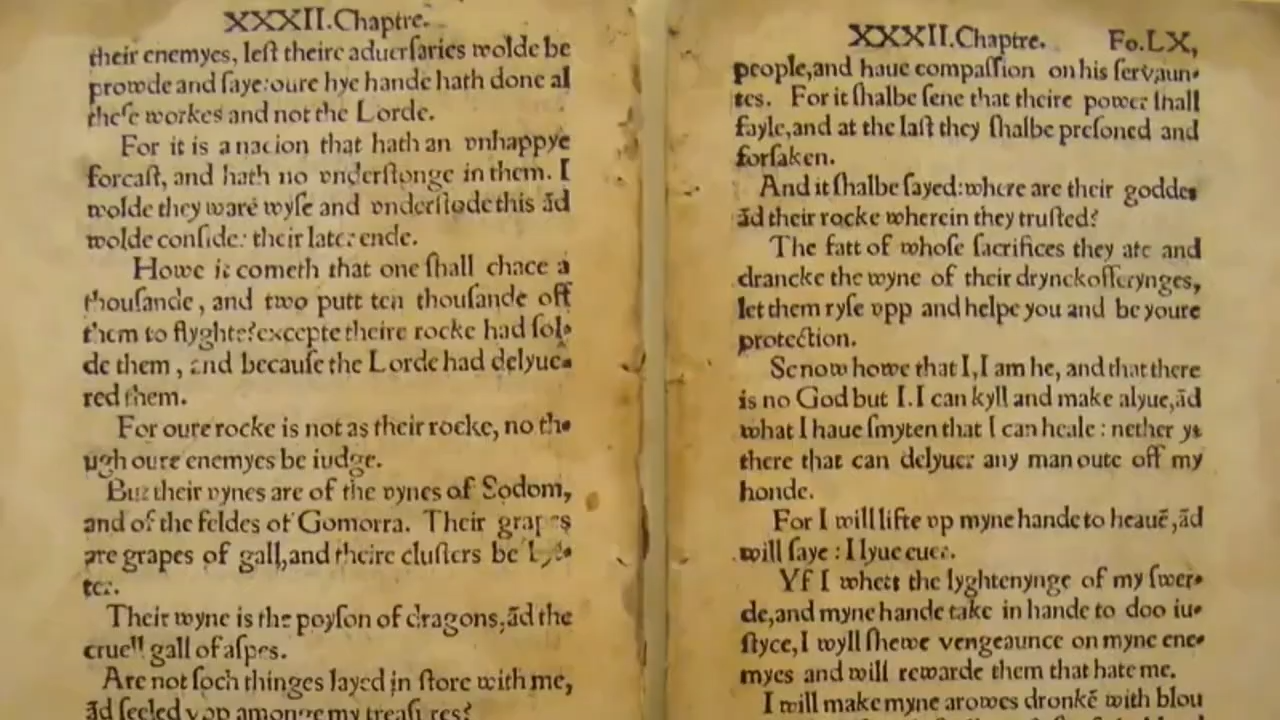 XXXII.Chaptre.
their enemyes, leſt theire aduerſaries wolde be
prowde and ſaye:oure hye hande hath done al
theſe workes and not the Lorde.
For it is a nacion that hath an vnhappye
forcaſt, and hath no vnderſtonge in them. I
wolde they ware wyſe and vnderſtode this ād
wolde conſider their later ende.
Howe it cometh that one ſhall chace a
thouſande, and two putt ten thouſande off
them to flyghte?excepte theire rocke had ſol-
de them, and becauſe the Lorde had delyue-
red them.
For oure rocke is not as their rocke, no tho-
ugh oure enemyes be iudge.
But their vynes are of the vynes of Sodom,
and of the feldes of Gomorra. Their grapes
are grapes of gall,and theire cluſters be
ter.
Their wyne is the poyſon of dragons,ād the
cruell gall of aſpes.
Are not ſoch thinges layed in ſtore with me,
ād ſeeled vpp amonge my treaſures?
XXXII.Chaptre. Fo.LX,
people,and haue compaſſion on his ſeruaun-
tes. For it ſhalbe ſene that theire power ſhall
fayle,and at the laſt they ſhalbe preſoned and
forſaken.
And it ſhalbe ſayed:where are their goddes
ād their rocke wherein they truſted?
The fatt of whoſe ſacrifices they ate and
drancke the wyne of their drynckofferynges,
let them ryſe vpp and helpe you and be youre
protection.
Se now howe that I,I am he, and that there
is no God but I.I can kyll and make alyue,ād
what I haue ſmyten that I can heale: nether ys
there that can delyuer any man oute off my
honde.
For I will lifte vp myne hande to heauē,ād
will ſaye: I lyue euer.
Yf I whett the lyghtenynge of my ſwer-
de,and myne hande take in hande to doo iu-
ſtyce,I wyll ſhewe vengeaunce on myne ene-
myes and will rewarde them that hate me.
I will make myne arowes dronkē with blou